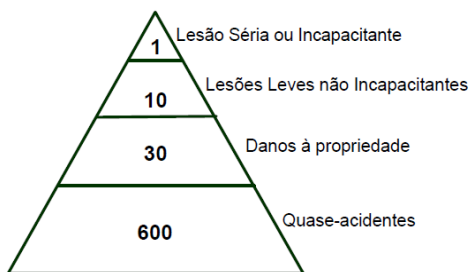 1 Lesão Séria ou Incapacitante
10 Lesões Leves não Incapacitantes
30 Danos à propriedade
600 Quase-acidentes